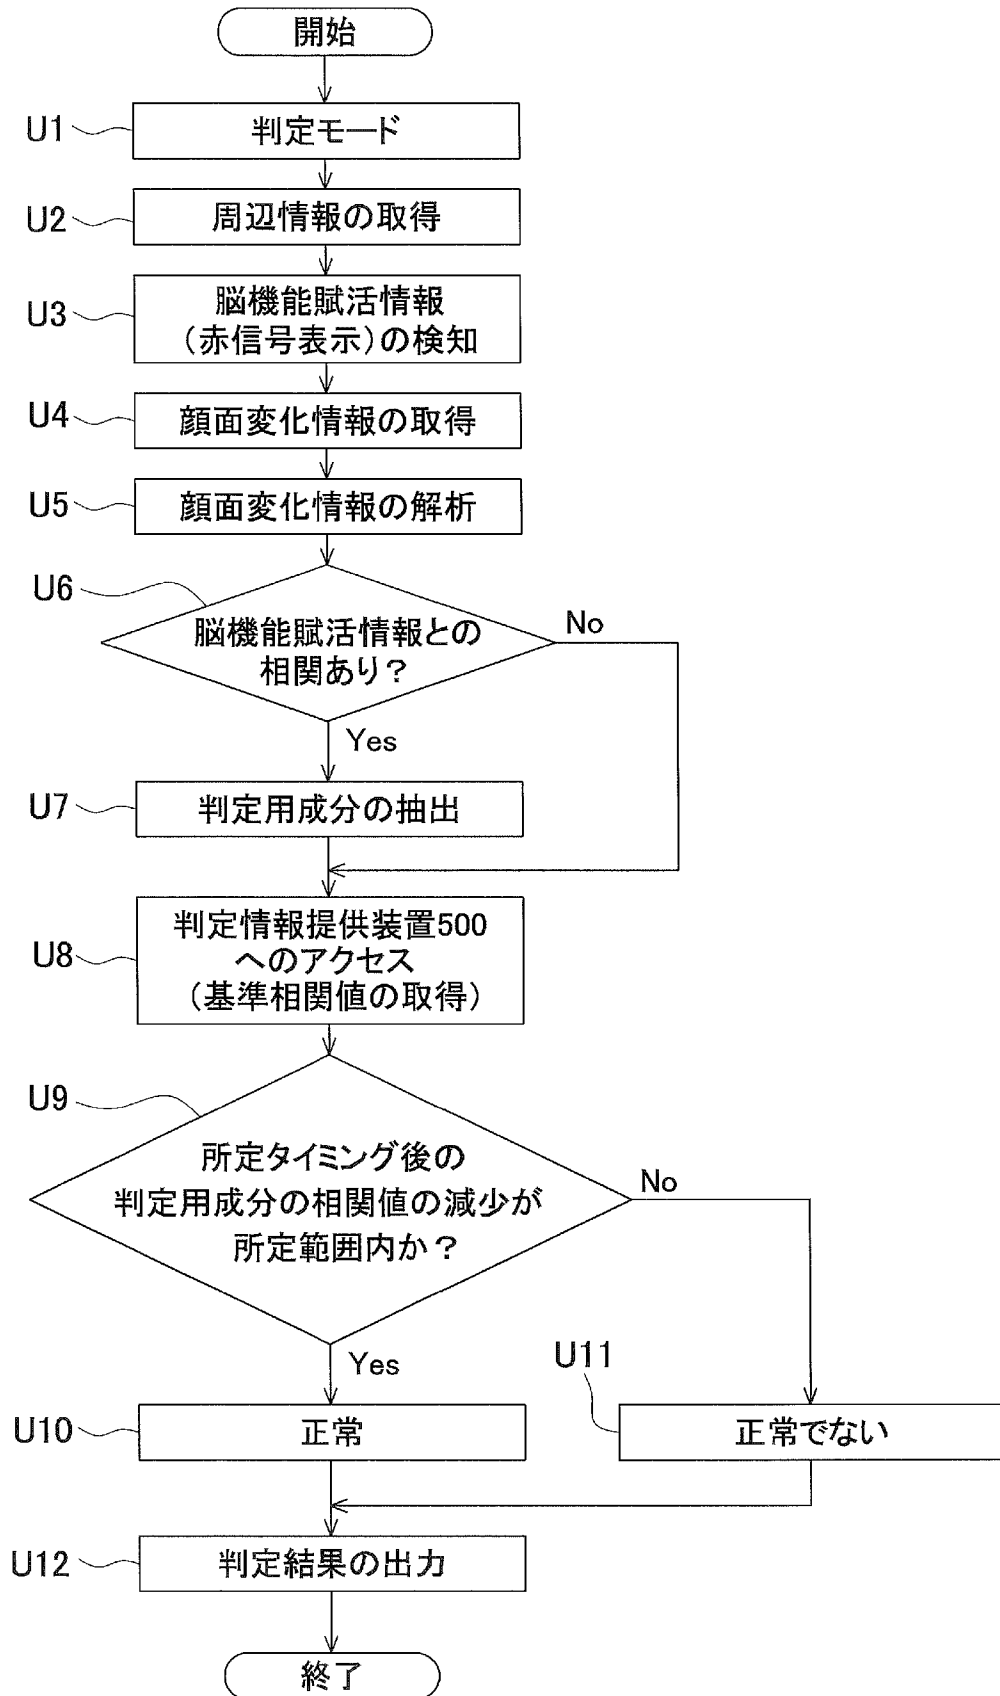 開始
U1
判定モード
U2
周辺情報の取得
U3
脳機能賦活情報
（赤信号表示）の検知
U4
顔面変化情報の取得
U5
顔面変化情報の解析
U6
脳機能賦活情報との
相関あり？
No
Yes
U7
判定用成分の抽出
U8
判定情報提供装置500
へのアクセス
（基準相関値の取得）
U9
所定タイミング後の
判定用成分の相関値の減少が
所定範囲内か？
No
Yes
U10
正常
U11
正常でない
U12
判定結果の出力
終了